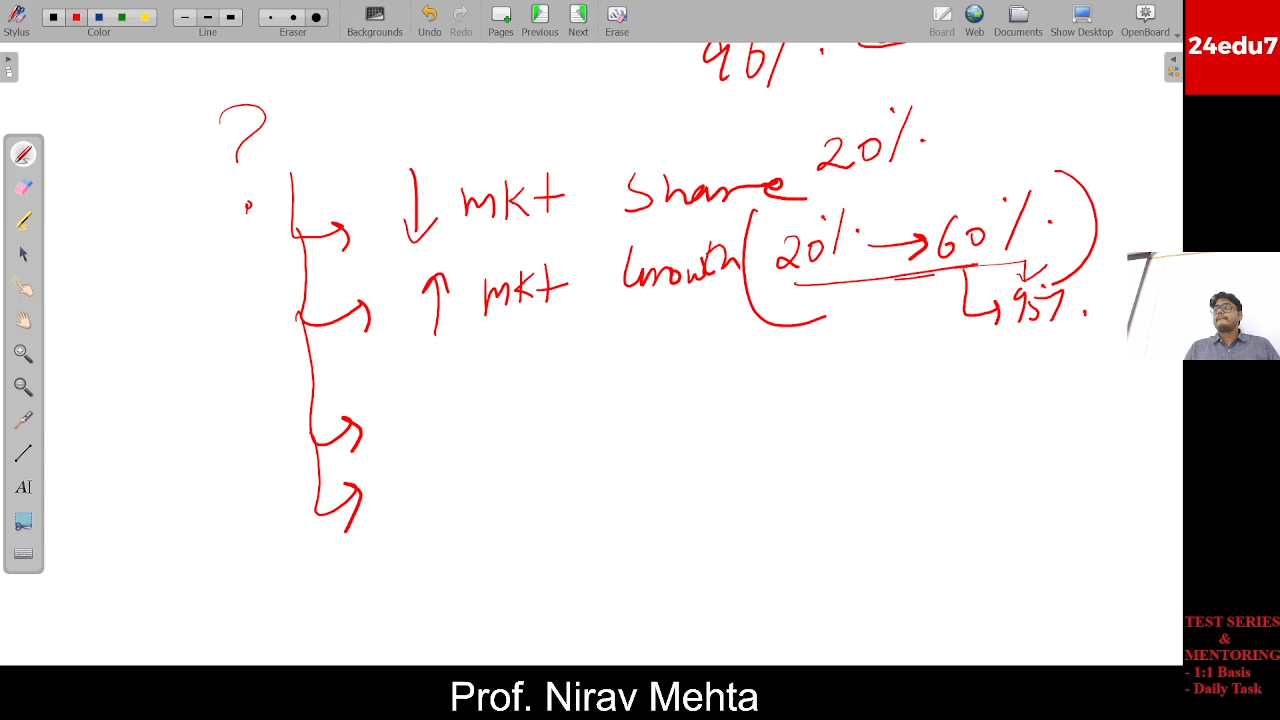 Stylus
Color
Line
Eraser
Backgrounds
Undo
Redo
Pages
Previous
Next
Erase
Board
Web
Documents
Show Desktop
OpenBoard
24edu7
?
20%.
↓ mkt share
↑ mkt Growth (20%. → 60%.)
↳ 95%.
AI
TEST SERIES
&
MENTORING
- 1:1 Basis
- Daily Task
Prof. Nirav Mehta